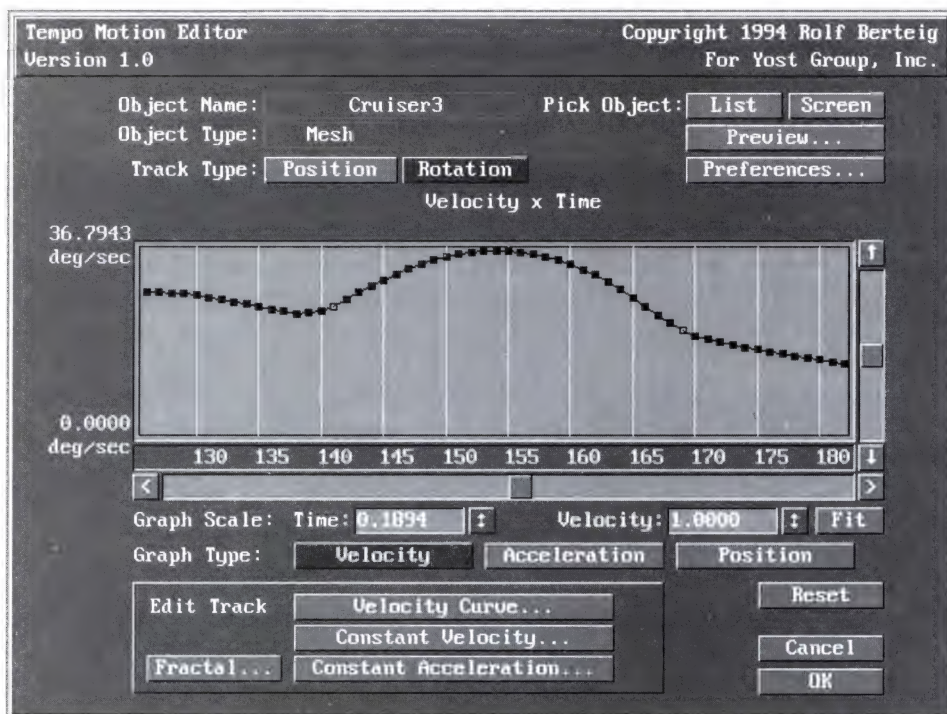 Tempo Motion Editor
Copyright 1994 Rolf Berteig
Version 1.0
For Yost Group, Inc.
Object Name: Cruiser3
Pick Object: List Screen
Object Type: Mesh
Preview...
Track Type: Position Rotation
Preferences...
Velocity x Time
36.7943
deg/sec
0.0000
deg/sec
130 135 140 145 150 155 160 165 170 175 180
Graph Scale: Time: 0.1894 Velocity: 1.0000 Fit
Graph Type: Velocity Acceleration Position
Edit Track Velocity Curve... Reset
Constant Velocity...
Cancel
Fractal... Constant Acceleration...
OK